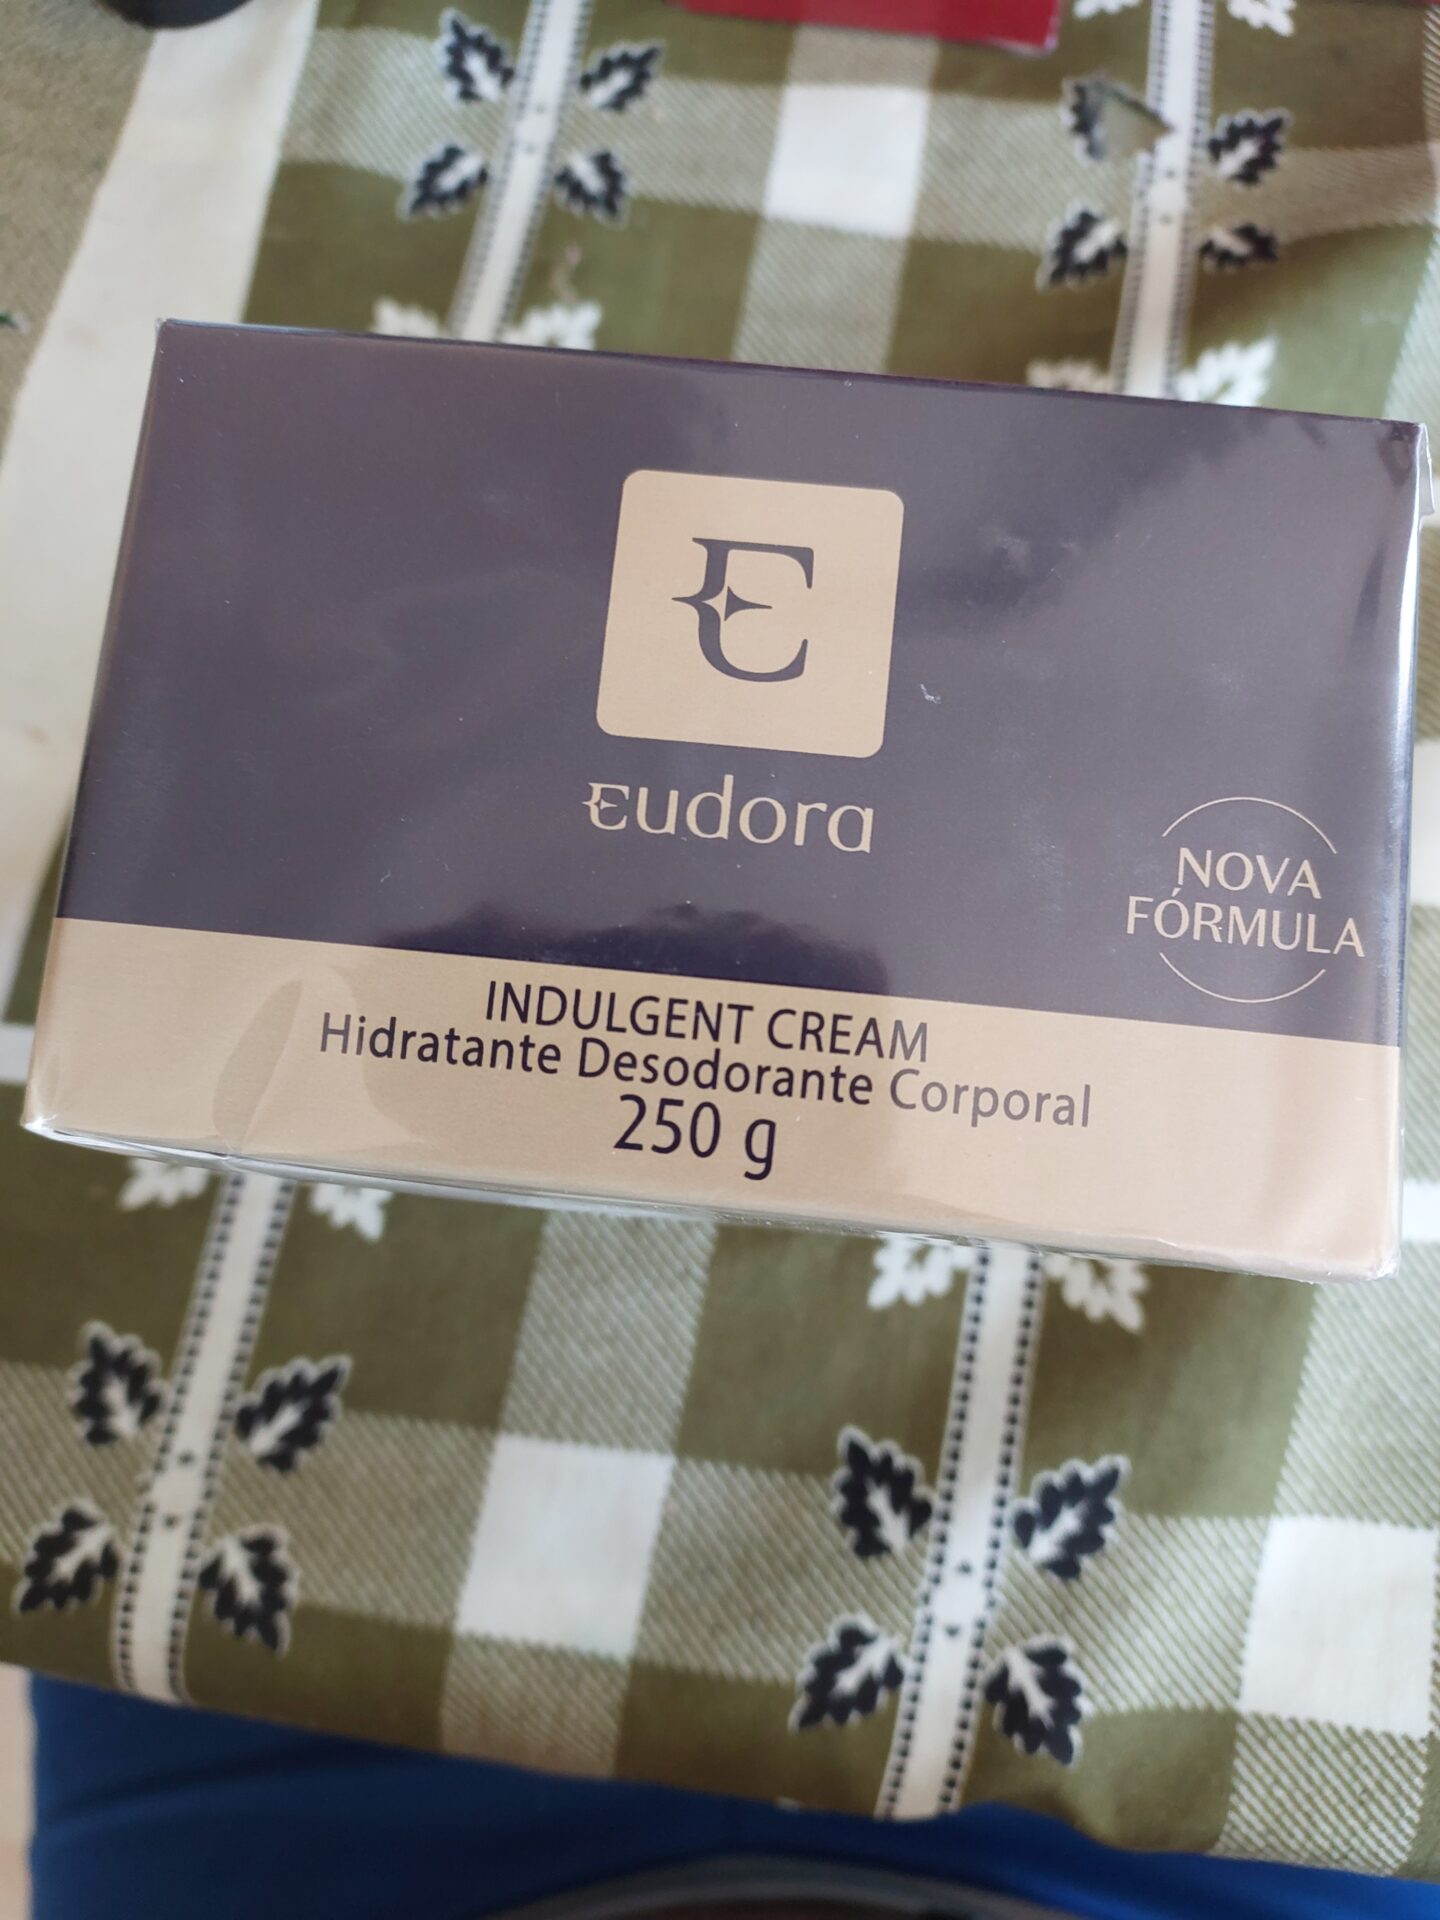 E
Eudora
NOVA
FÓRMULA
INDULGENT CREAM
Hidratante Desodorante Corporal
250 g